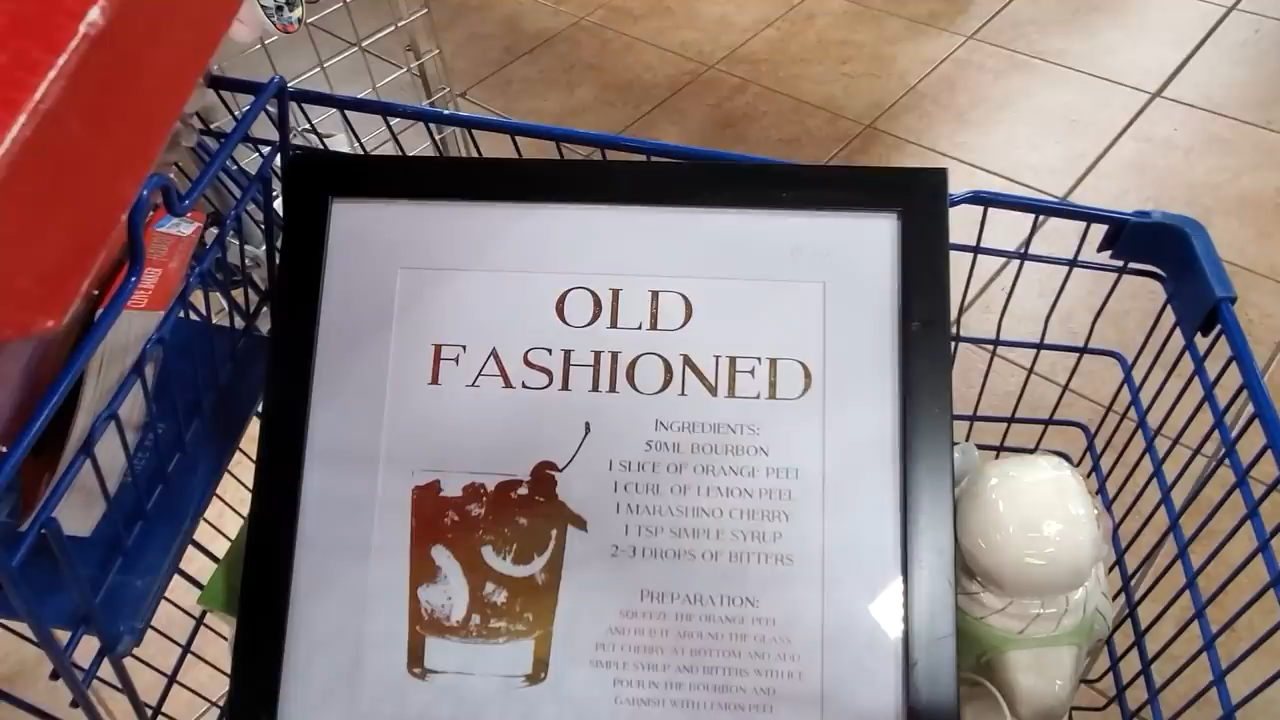 OLD
FASHIONED
INGREDIENTS:
50ML BOURBON
1 SLICE OF ORANGE PEEL
1 CURL OF LEMON PEEL
1 MARASHINO CHERRY
1 TSP SIMPLE SYRUP
2-3 DROPS OF BITTERS
PREPARATION:
SQUEEZE THE ORANGE PEEL
AND RUB IT AROUND THE GLASS
PUT CHERRY AT BOTTOM AND ADD
SIMPLE SYRUP AND BITTERS WITH ICE
POUR IN THE BOURBON AND
GARNISH WITH LEMON PEEL
CLIVE BARKER